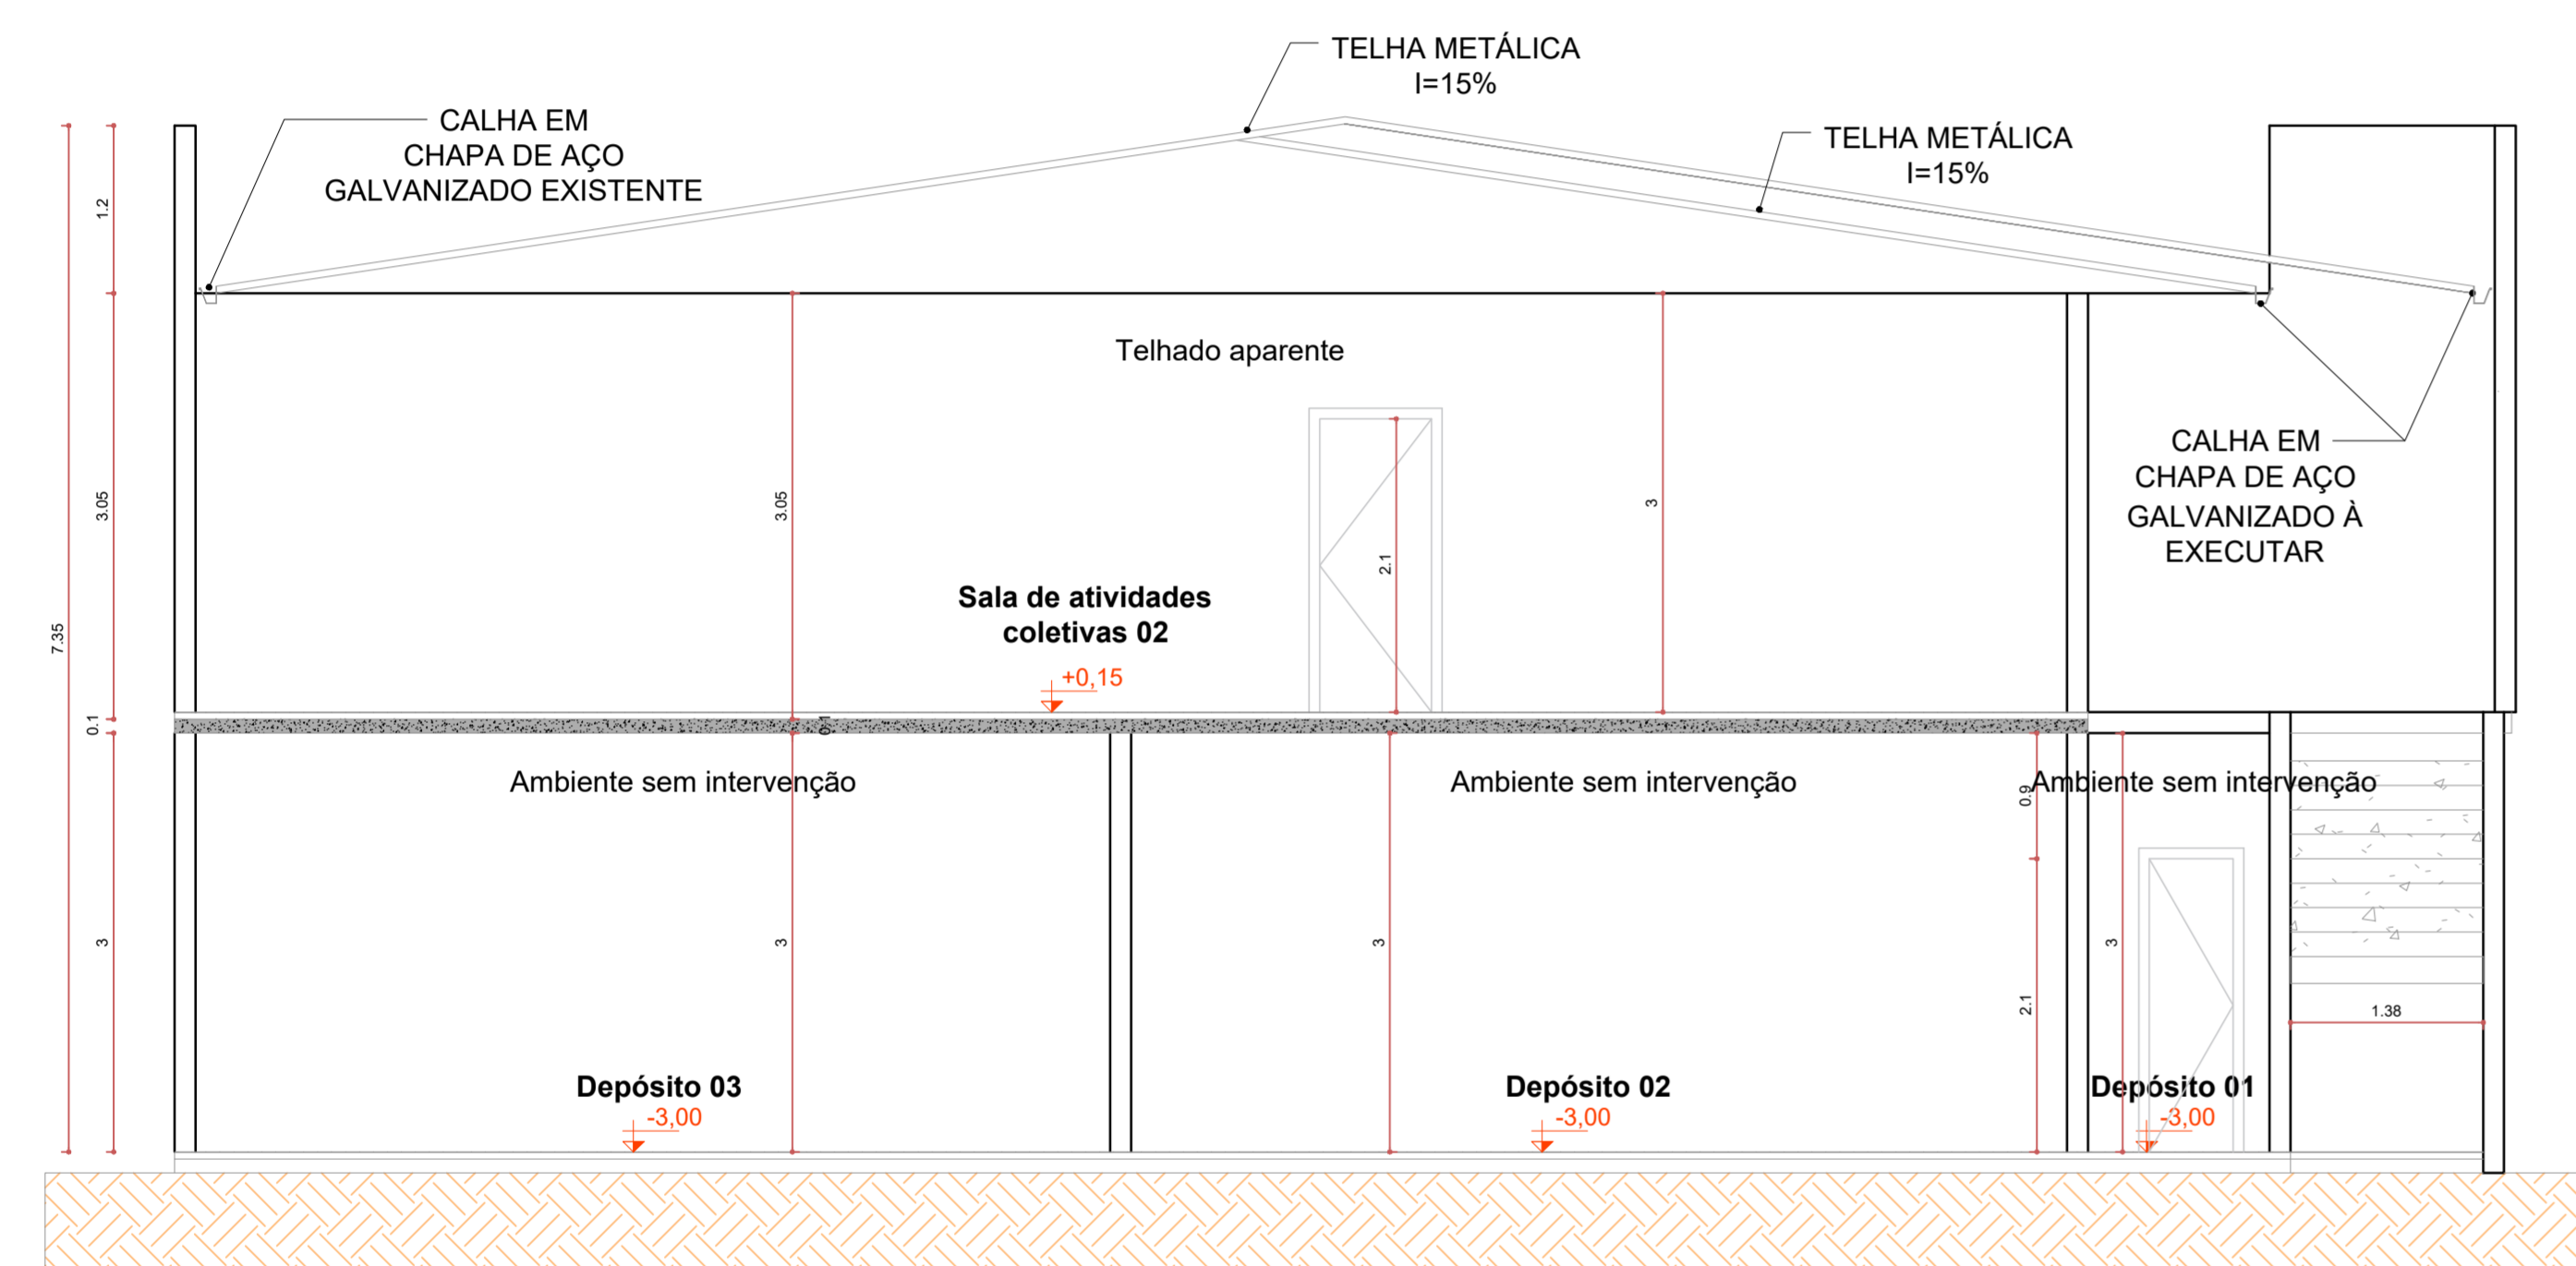 TELHA METÁLICA
I=15%
CALHA EM
CHAPA DE AÇO
GALVANIZADO EXISTENTE
TELHA METÁLICA
I=15%
1.2
Telhado aparente
CALHA EM
CHAPA DE AÇO
GALVANIZADO À
EXECUTAR
3.05
3.05
3
2.1
Sala de atividades
coletivas 02
7.35
+0,15
0.1
0.1
Ambiente sem intervenção
Ambiente sem intervenção
Ambiente sem intervenção
0.9
3
3
3
3
2.1
1.38
Depósito 03
-3,00
Depósito 02
-3,00
Depósito 01
-3,00